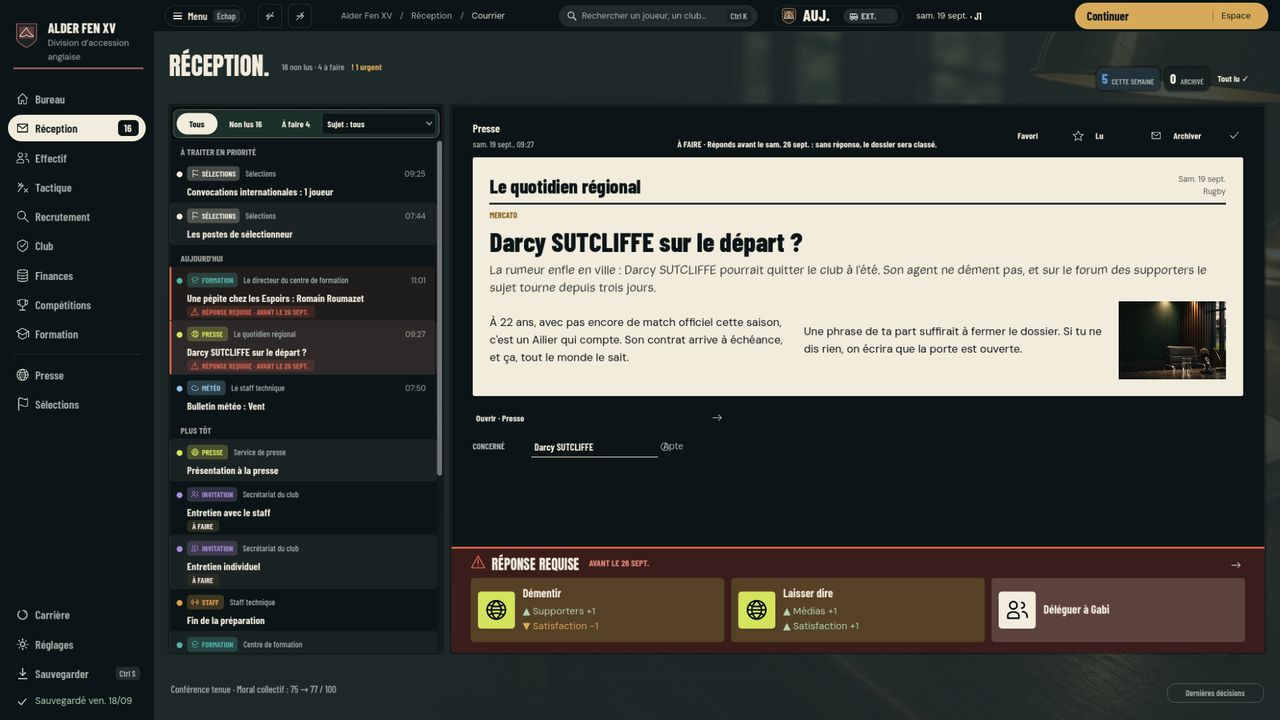 ALDER FEN XV
Division d'accession
anglaise
Menu Échap
Alder Fen XV / Réception / Courrier
Rechercher un joueur, un club... Ctrl K
AUJ. EXT.
sam. 19 sept. · J1
Continuer Espace
Bureau
Réception 16
Effectif
Tactique
Recrutement
Club
Finances
Compétitions
Formation
Presse
Sélections
Carrière
Réglages
Sauvegarder Ctrl S
Sauvegardé ven. 18/09
RÉCEPTION.
16 non lus · 4 à faire ! 1 urgent
5 CETTE SEMAINE
0 ARCHIVÉ
Tout lu ✓
Tous Non lus 16 À faire 4 Sujet : tous
À TRAITER EN PRIORITÉ
SÉLECTIONS Sélections 09:25
Convocations internationales : 1 joueur
SÉLECTIONS Sélections 07:44
Les postes de sélectionneur
AUJOURD'HUI
FORMATION Le directeur du centre de formation 11:01
Une pépite chez les Espoirs : Romain Roumazet
RÉPONSE REQUISE · AVANT LE 26 SEPT.
PRESSE Le quotidien régional 09:27
Darcy SUTCLIFFE sur le départ ?
RÉPONSE REQUISE · AVANT LE 26 SEPT.
MÉTÉO Le staff technique 07:50
Bulletin météo : Vent
PLUS TÔT
PRESSE Service de presse
Présentation à la presse
INVITATION Secrétariat du club
Entretien avec le staff
À FAIRE
INVITATION Secrétariat du club
Entretien individuel
À FAIRE
STAFF Staff technique
Fin de la préparation
FORMATION Centre de formation
Presse
sam. 19 sept., 09:27
À FAIRE · Réponds avant le sam. 26 sept. : sans réponse, le dossier sera classé.
Favori Lu Archiver
Le quotidien régional
Sam. 19 sept.
Rugby
MERCATO
Darcy SUTCLIFFE sur le départ ?
La rumeur enfle en ville : Darcy SUTCLIFFE pourrait quitter le club à l'été. Son agent ne dément pas, et sur le forum des supporters le
sujet tourne depuis trois jours.
À 22 ans, avec pas encore de match officiel cette saison,
c'est un Ailier qui compte. Son contrat arrive à échéance,
et ça, tout le monde le sait.
Une phrase de ta part suffirait à fermer le dossier. Si tu ne
dis rien, on écrira que la porte est ouverte.
Ouvrir · Presse →
CONCERNÉ Darcy SUTCLIFFE
RÉPONSE REQUISE AVANT LE 26 SEPT. →
Démentir
▲ Supporters +1
▼ Satisfaction −1
Laisser dire
▲ Médias +1
▲ Satisfaction +1
Déléguer à Gabi
Conférence tenue · Moral collectif : 75 → 77 / 100
Dernières décisions